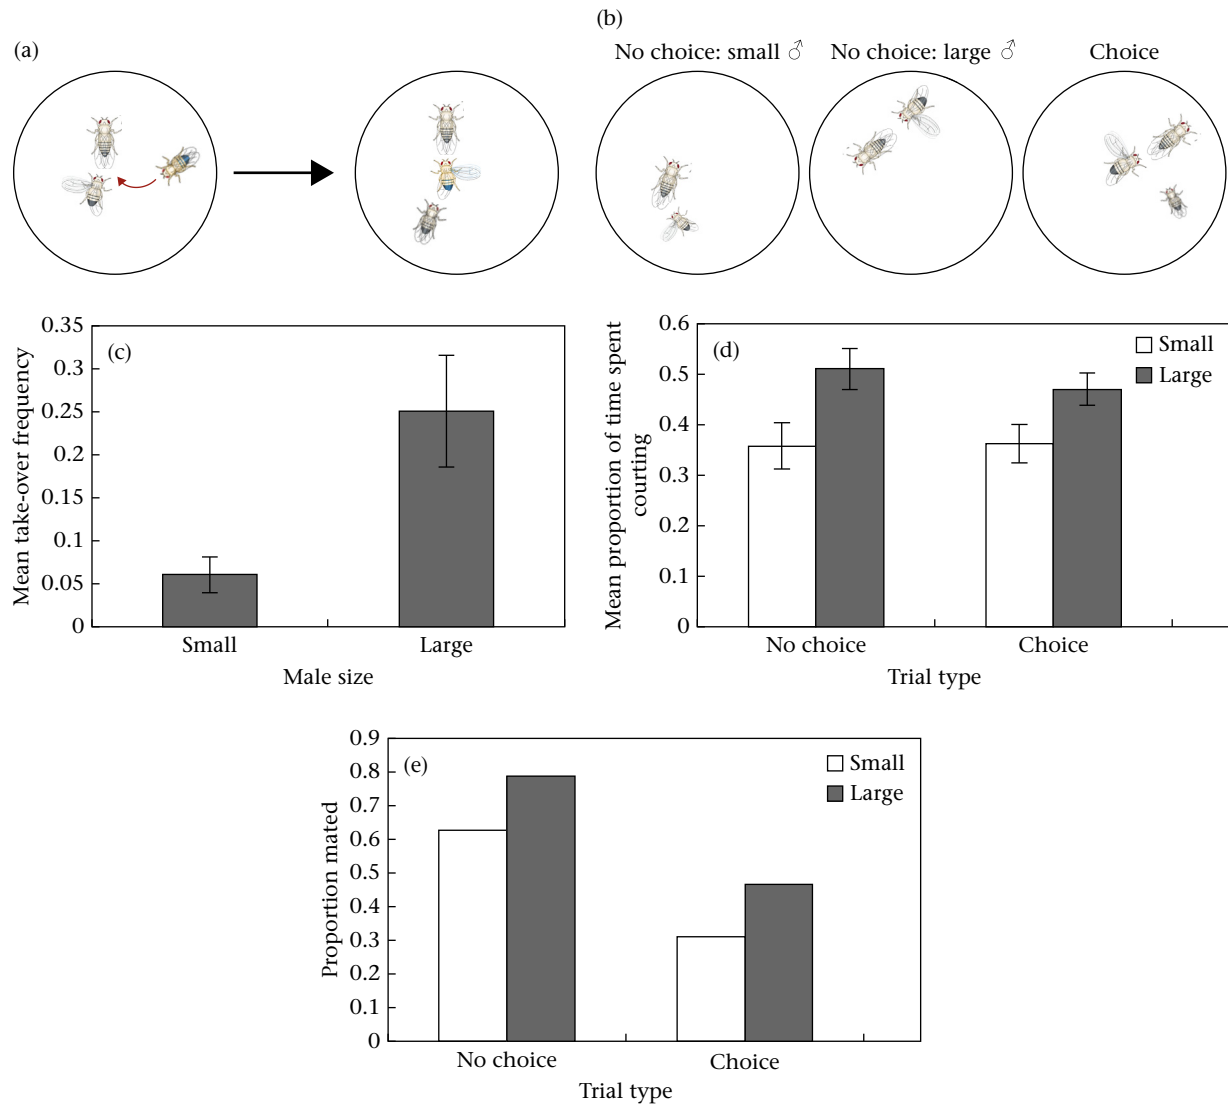 (a)
(b)
No choice: small ♂
No choice: large ♂
Choice
(c)
Mean take-over frequency
0.35
0.3
0.25
0.2
0.15
0.1
0.05
0
Small
Large
Male size
(d)
Mean proportion of time spent
courting
0.6
0.5
0.4
0.3
0.2
0.1
0
Small
Large
No choice
Choice
Trial type
(e)
Proportion mated
0.9
0.8
0.7
0.6
0.5
0.4
0.3
0.2
0.1
0
Small
Large
No choice
Choice
Trial type